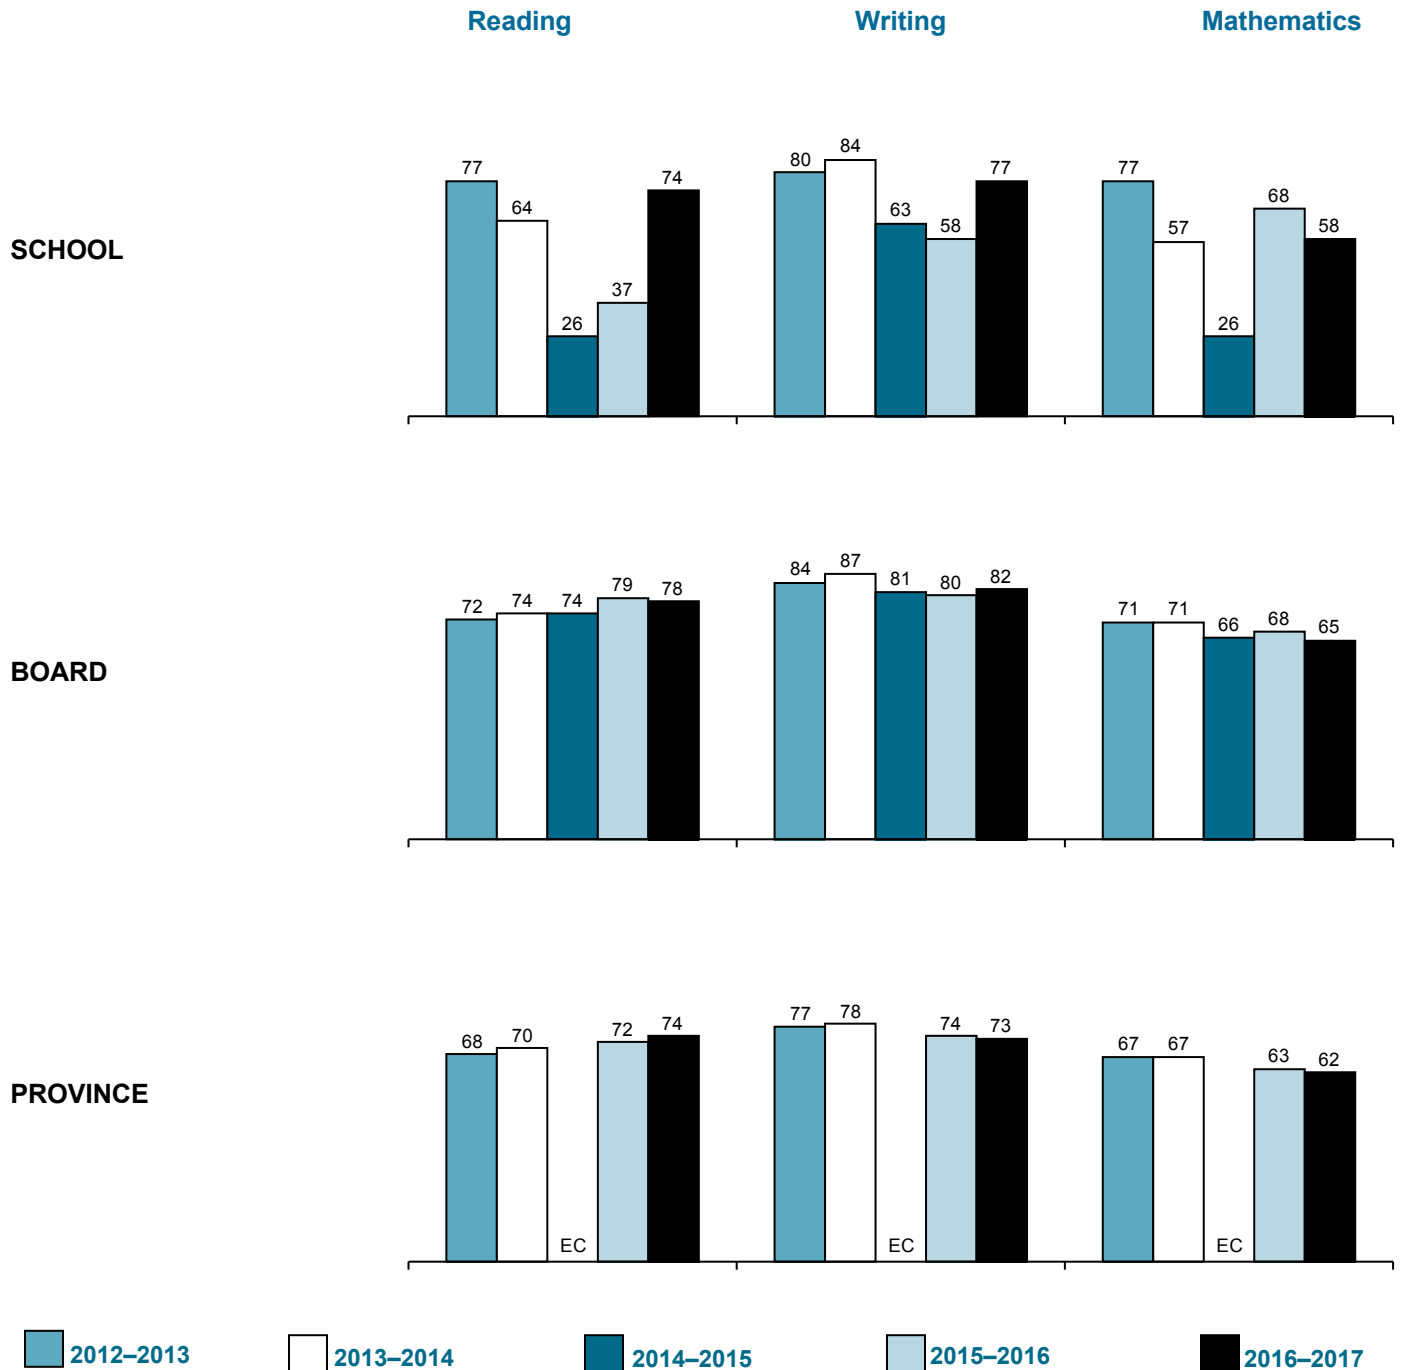 Reading Writing Mathematics
SCHOOL
77 64 26 37 74 80 84 63 58 77 77 57 26 68 58
BOARD
72 74 74 79 78 84 87 81 80 82 71 71 66 68 65
PROVINCE
68 70 EC 72 74 77 78 EC 74 73 67 67 EC 63 62
2012–2013 2013–2014 2014–2015 2015–2016 2016–2017